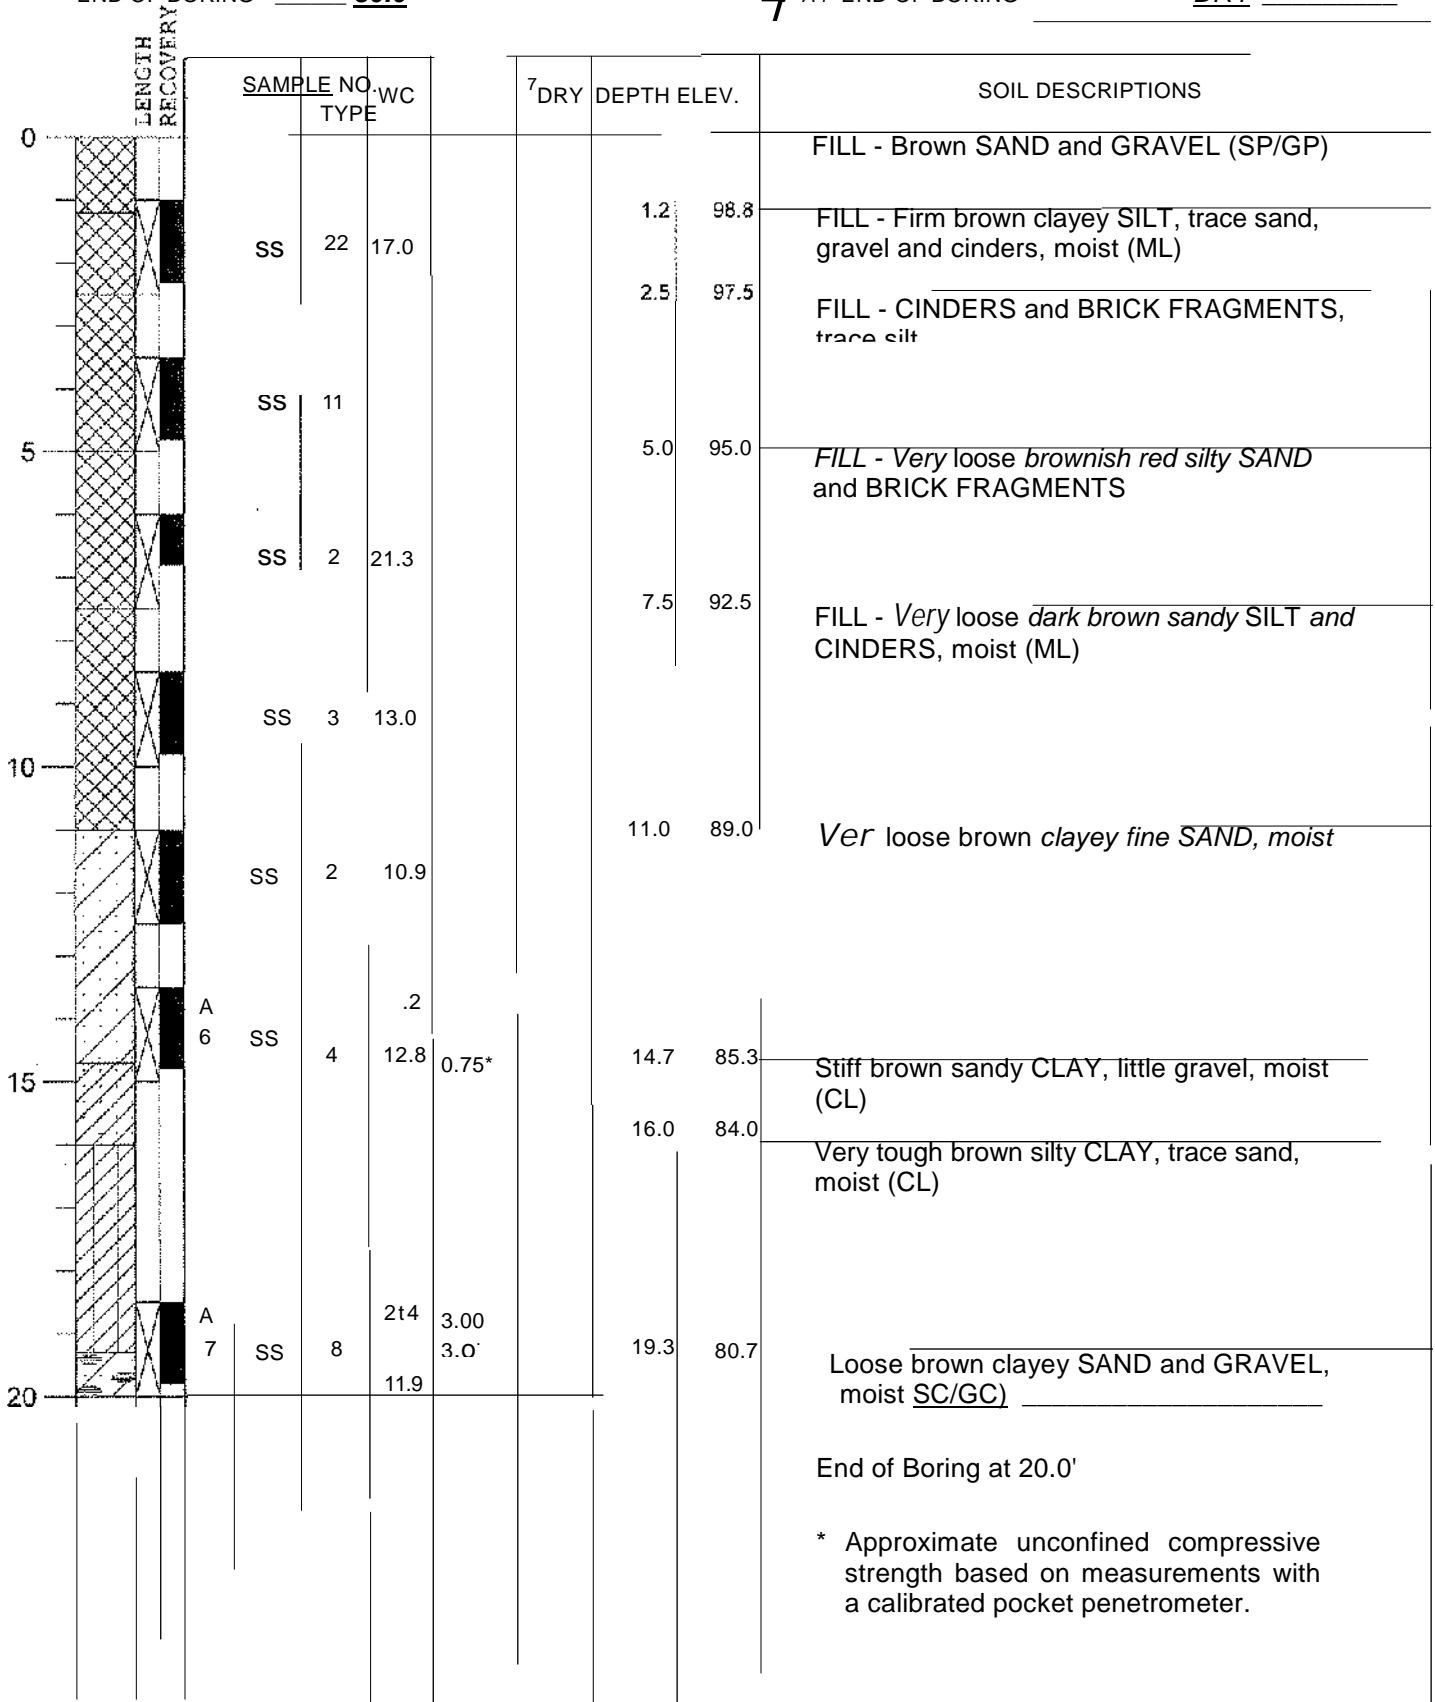 END OF BORING
AT END OF BORING DRY
LENGTH
RECOVERY
SAMPLE NO. WC
TYPE
7DRY DEPTH ELEV.
SOIL DESCRIPTIONS
0
FILL - Brown SAND and GRAVEL (SP/GP)
1.2 98.8
FILL - Firm brown clayey SILT, trace sand,
SS 22 17.0
gravel and cinders, moist (ML)
2.5 97.5
FILL - CINDERS and BRICK FRAGMENTS,
trace silt
SS 11
5 5.0 95.0
FILL - Very loose brownish red silty SAND
and BRICK FRAGMENTS
SS 2 21.3
7.5 92.5
FILL - Very loose dark brown sandy SILT and
CINDERS, moist (ML)
SS 3 13.0
10
11.0 89.0
Ver loose brown clayey fine SAND, moist
SS 2 10.9
A .2
6 SS 4 12.8 0.75*
14.7 85.3
15
Stiff brown sandy CLAY, little gravel, moist
(CL)
16.0 84.0
Very tough brown silty CLAY, trace sand,
moist (CL)
A 2t4 3.00
7 SS 8 3.0
19.3 80.7
Loose brown clayey SAND and GRAVEL,
11.9
moist SC/GC)
20
End of Boring at 20.0'
* Approximate unconfined compressive
strength based on measurements with
a calibrated pocket penetrometer.